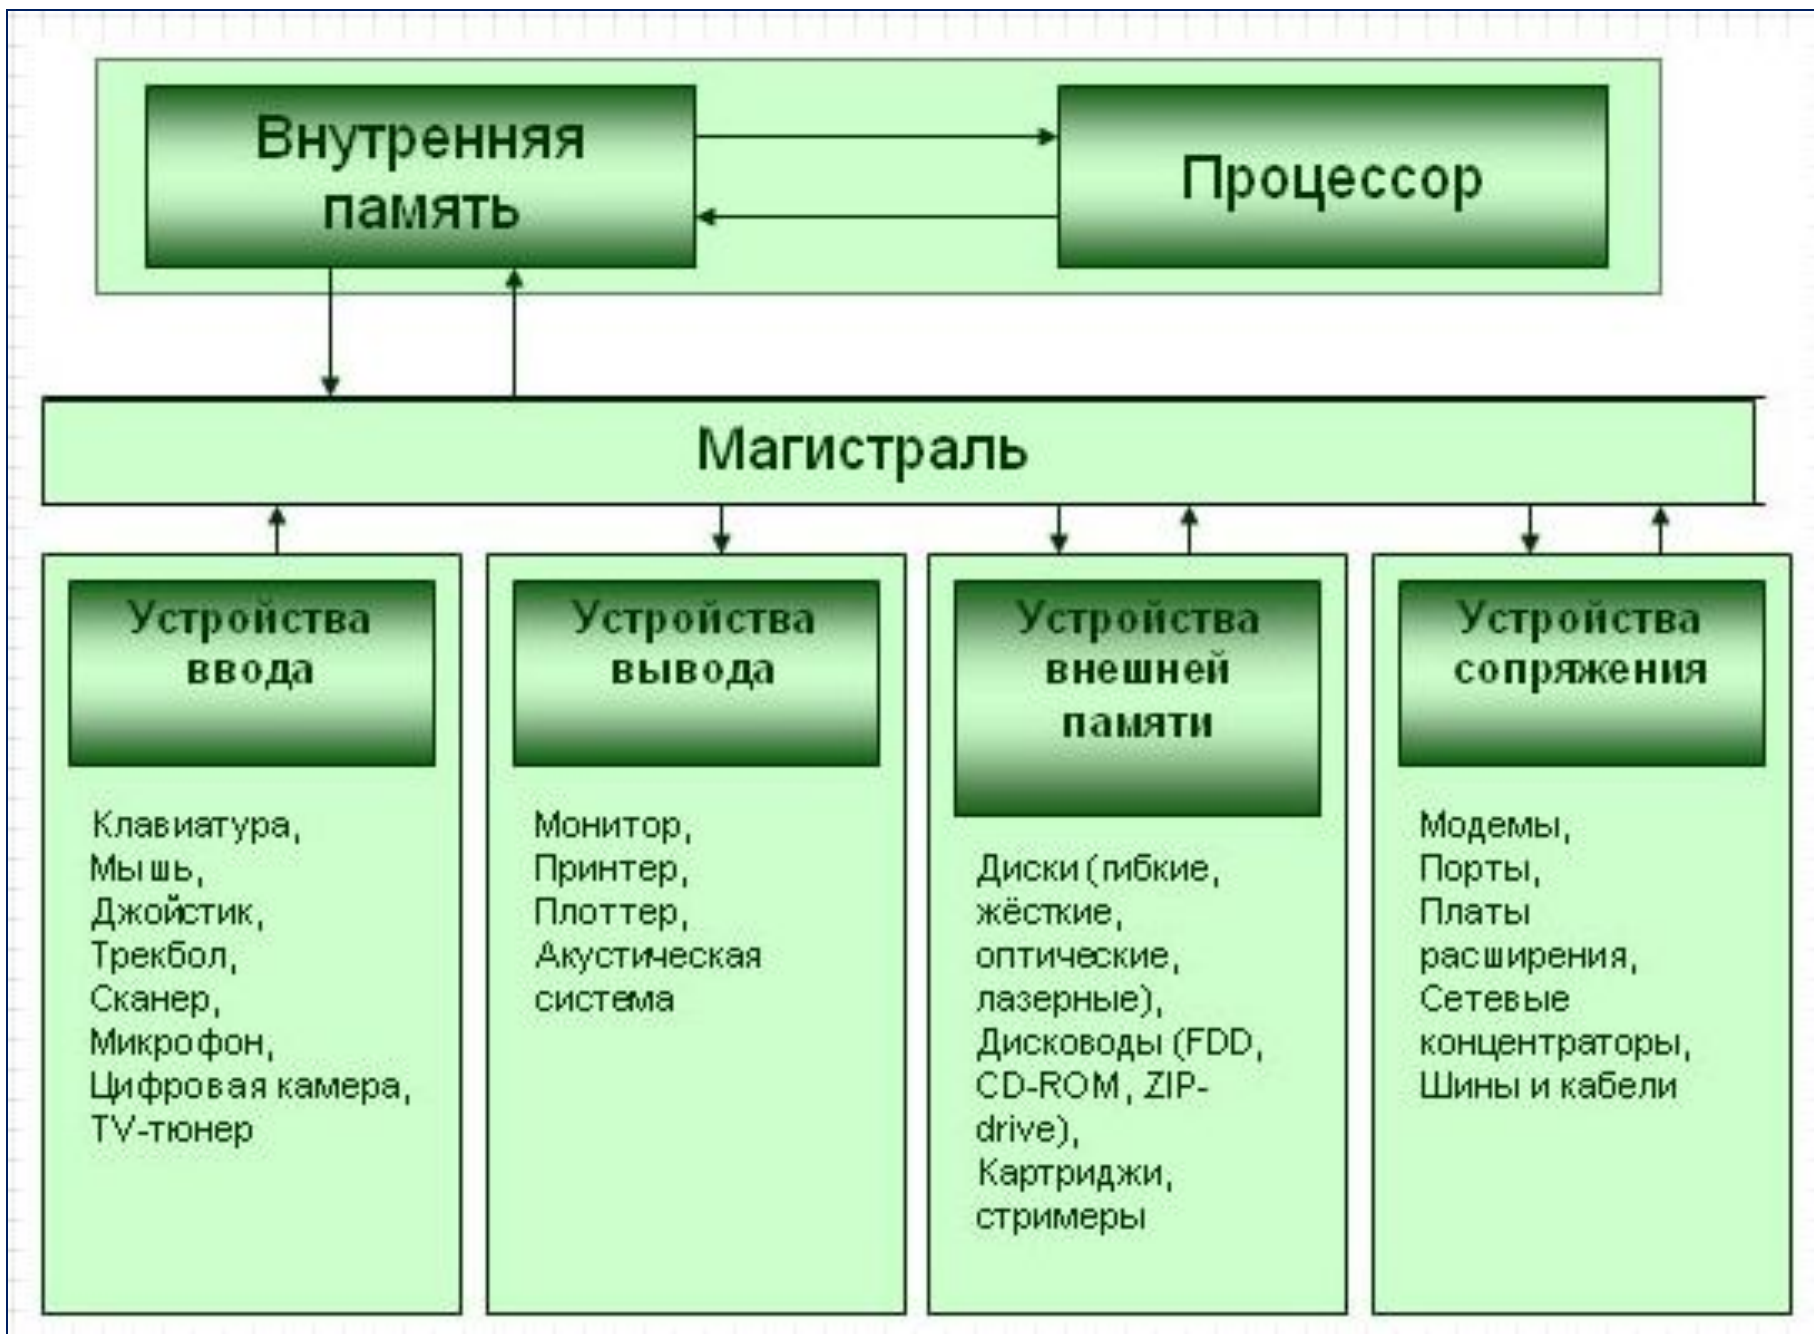 Внутренняя
память
Процессор
Магистраль
Устройства
ввода
Клавиатура,
Мышь,
Джойстик,
Трекбол,
Сканер,
Микрофон,
Цифровая камера,
TV-тюнер
Устройства
вывода
Монитор,
Принтер,
Плоттер,
Акустическая
система
Устройства
внешней
памяти
Диски (гибкие,
жёсткие,
оптические,
лазерные),
Дисководы (FDD,
CD-ROM, ZIP-
drive),
Картриджи,
стримеры
Устройства
сопряжения
Модемы,
Порты,
Платы
расширения,
Сетевые
концентраторы,
Шины и кабели